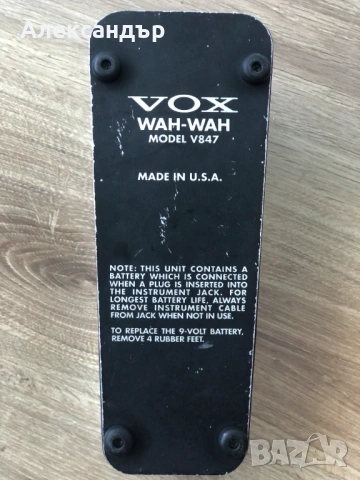 Александър
VOX
WAH-WAH
MODEL V847
MADE IN U.S.A.
NOTE: THIS UNIT CONTAINS A
BATTERY WHICH IS CONNECTED
WHEN A PLUG IS INSERTED INTO
THE INSTRUMENT JACK. FOR
LONGEST BATTERY LIFE, ALWAYS
REMOVE INSTRUMENT CABLE
FROM JACK WHEN NOT IN USE.
TO REPLACE THE 9-VOLT BATTERY,
REMOVE 4 RUBBER FEET.
BAZAR
bg